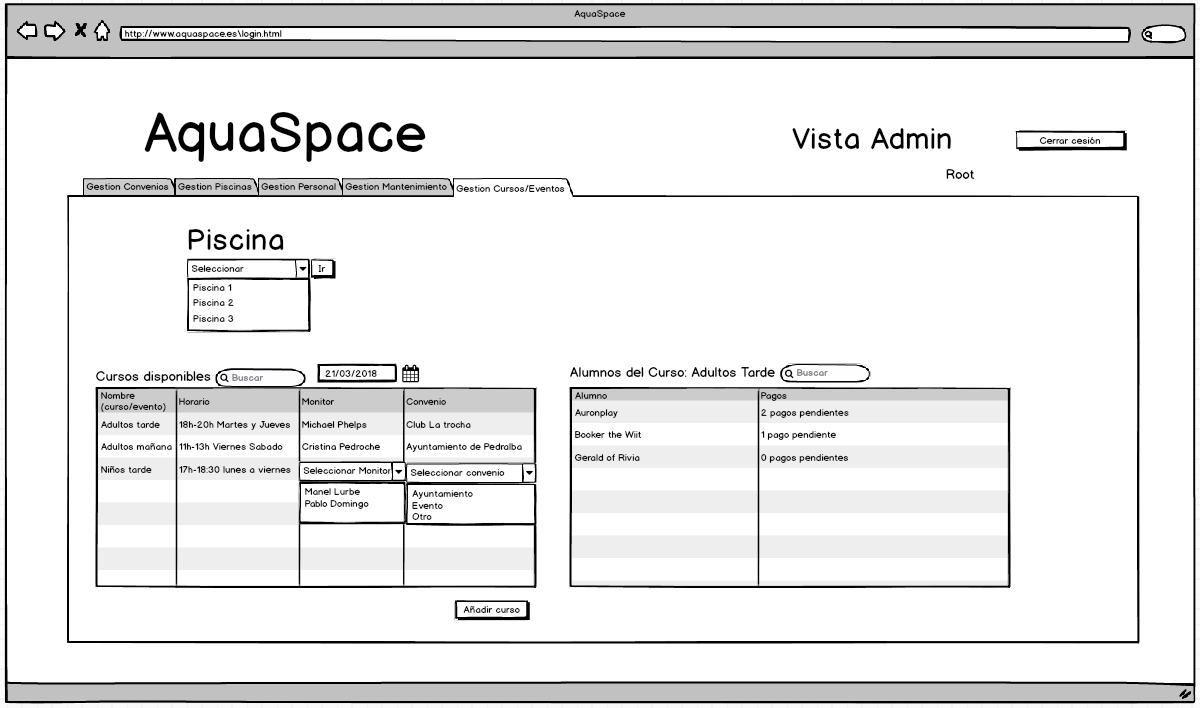 AquaSpace
http://www.aquaspace.es\login.html
AquaSpace
Vista Admin
Cerrar cesión
Root
Gestion Convenios
Gestion Piscinas
Gestion Personal
Gestion Mantenimiento
Gestion Cursos/Eventos
Piscina
Seleccionar
Ir
Piscina 1
Piscina 2
Piscina 3
Cursos disponibles
Buscar
21/03/2018
Nombre
(curso/evento)
Horario
Monitor
Convenio
Adultos tarde
18h-20h Martes y Jueves
Michael Phelps
Club La trocha
Adultos mañana
11h-13h Viernes Sabado
Cristina Pedroche
Ayuntamiento de Pedralba
Niños tarde
17h-18:30 lunes a viernes
Seleccionar Monitor
Seleccionar convenio
Manel Lurbe
Pablo Domingo
Ayuntamiento
Evento
Otro
Añadir curso
Alumnos del Curso: Adultos Tarde
Buscar
Alumno
Pagos
Auronplay
2 pagos pendientes
Booker the Wiit
1 pago pendiente
Gerald of Rivia
0 pagos pendientes